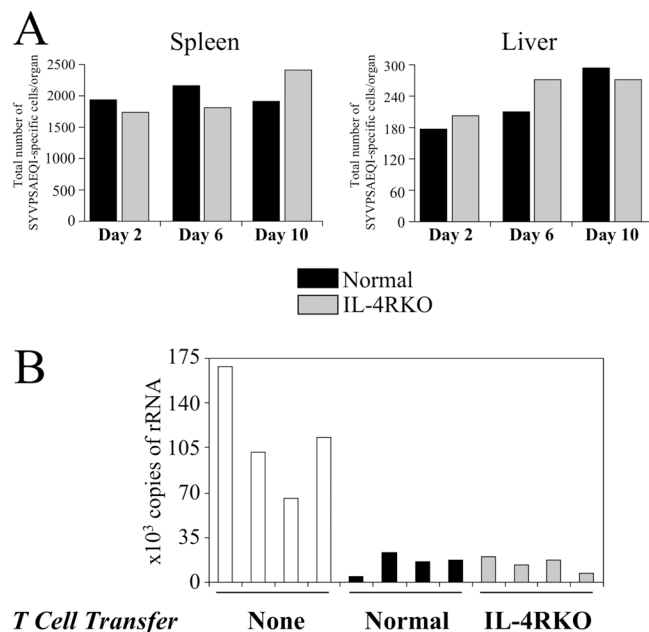 A
Spleen
Liver
Total number of
SYVPSAEQI-specific cells/organ
2500
2000
1500
1000
500
0
Day 2 Day 6 Day 10
Total number of
SYVPSAEQI-specific cells/organ
300
240
180
120
60
0
Day 2 Day 6 Day 10
Normal
IL-4RKO
B
x10³ copies of rRNA
175
140
105
70
35
0
T Cell Transfer None Normal IL-4RKO